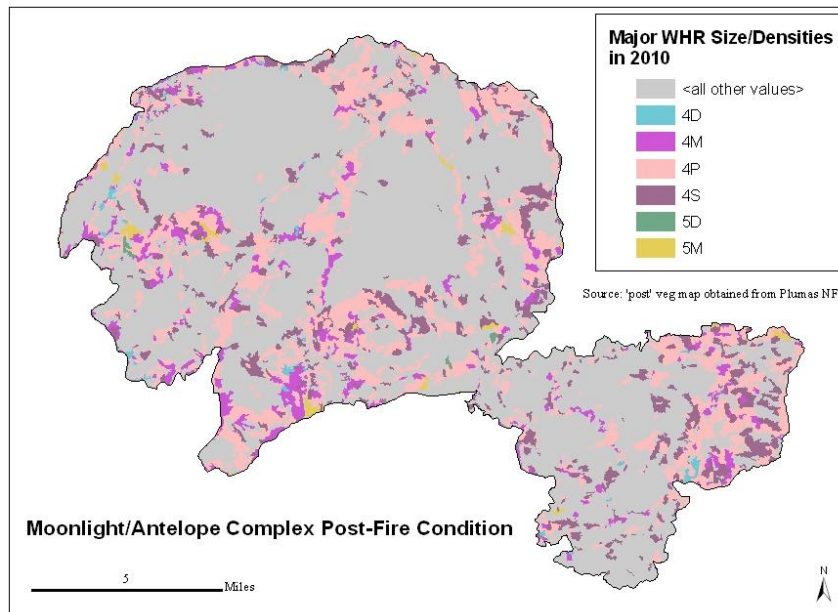 Major WHR Size/Densities
in 2010
<all other values>
4D
4M
4P
4S
5D
5M
Source: 'post' veg map obtained from Plumas NF
Moonlight/Antelope Complex Post-Fire Condition
5
Miles
N